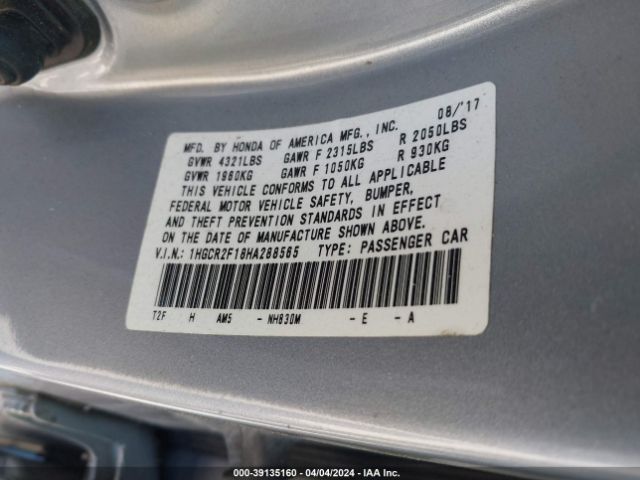 MFD. BY HONDA OF AMERICA MFG., INC. 08/'17
GVWR 4321LBS GAWR F 2315LBS R 2050LBS
GVWR 1960KG GAWR F 1050KG R 930KG
THIS VEHICLE CONFORMS TO ALL APPLICABLE
FEDERAL MOTOR VEHICLE SAFETY, BUMPER,
AND THEFT PREVENTION STANDARDS IN EFFECT
ON THE DATE OF MANUFACTURE SHOWN ABOVE.
V.I.N.: 1HGCR2F18HA288565 TYPE: PASSENGER CAR
T2F H AM5 - NH830M - E - A
000-39135160 - 04/04/2024 - IAA Inc.